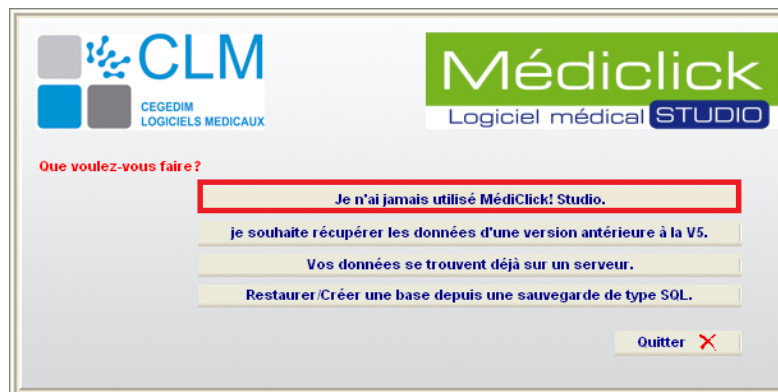 CLM
CEGEDIM
LOGICIELS MEDICAUX
Médiclick
Logiciel médical STUDIO
Que voulez-vous faire?
Je n'ai jamais utilisé MédiClick! Studio.
je souhaite récupérer les données d'une version antérieure à la V5.
Vos données se trouvent déjà sur un serveur.
Restaurer/Créer une base depuis une sauvegarde de type SQL.
Quitter